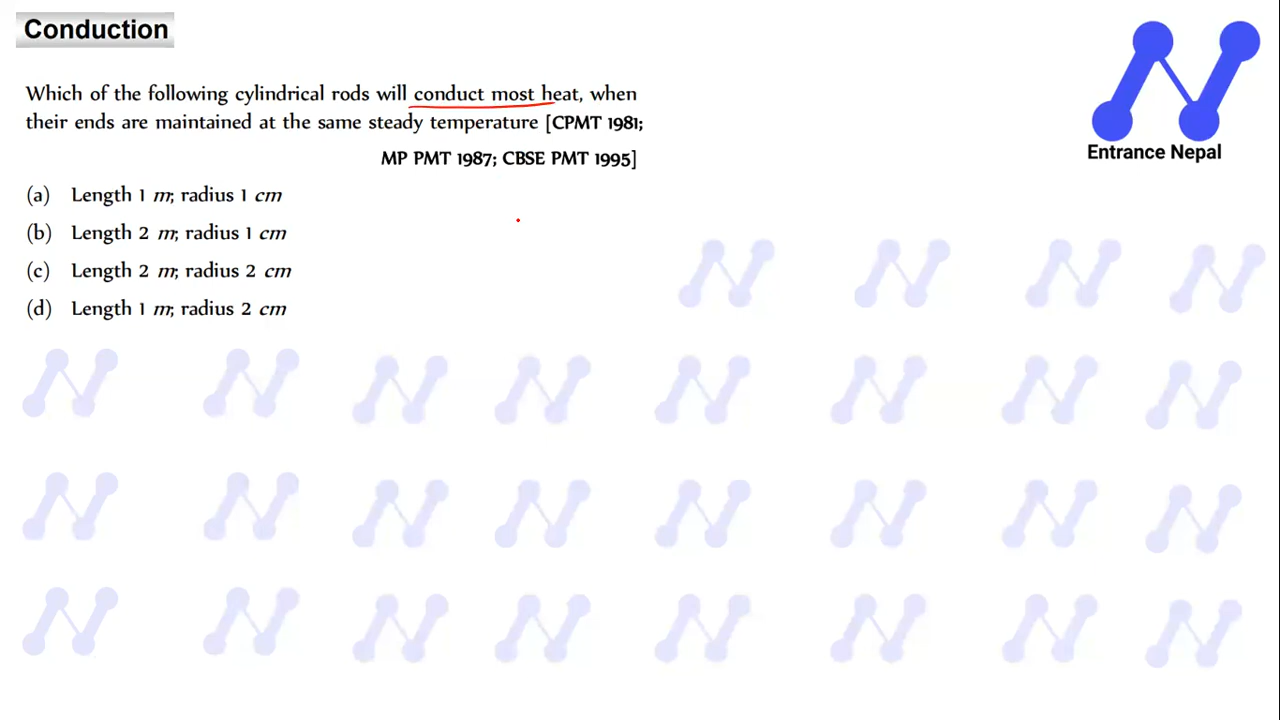 Conduction
Which of the following cylindrical rods will conduct most heat, when
their ends are maintained at the same steady temperature [CPMT 1981;
MP PMT 1987; CBSE PMT 1995]
(a) Length 1 m; radius 1 cm
(b) Length 2 m; radius 1 cm
(c) Length 2 m; radius 2 cm
(d) Length 1 m; radius 2 cm
Entrance Nepal